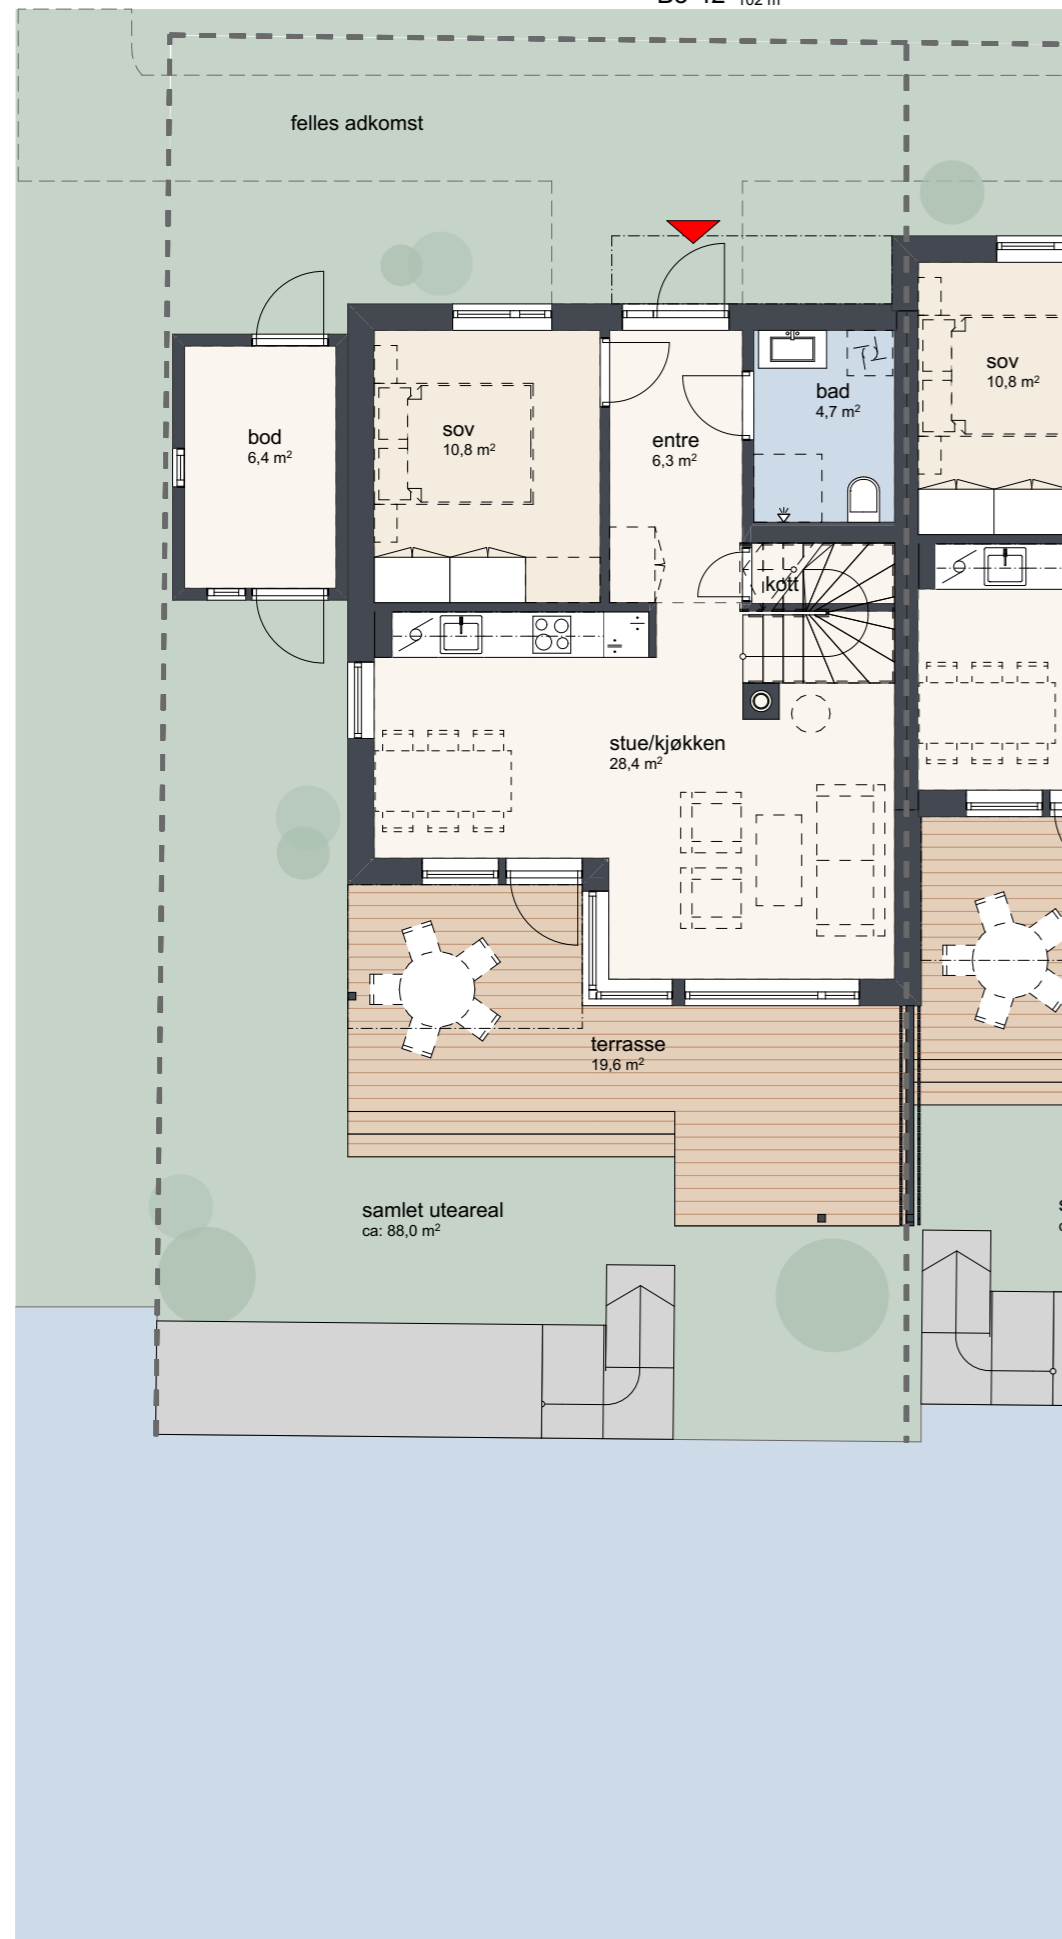 felles adkomst
sov
10,8 m²
bad
4,7 m²
bod
6,4 m²
sov
10,8 m²
entre
6,3 m²
kott
stue/kjøkken
28,4 m²
terrasse
19,6 m²
samlet uteareal
ca: 88,0 m²